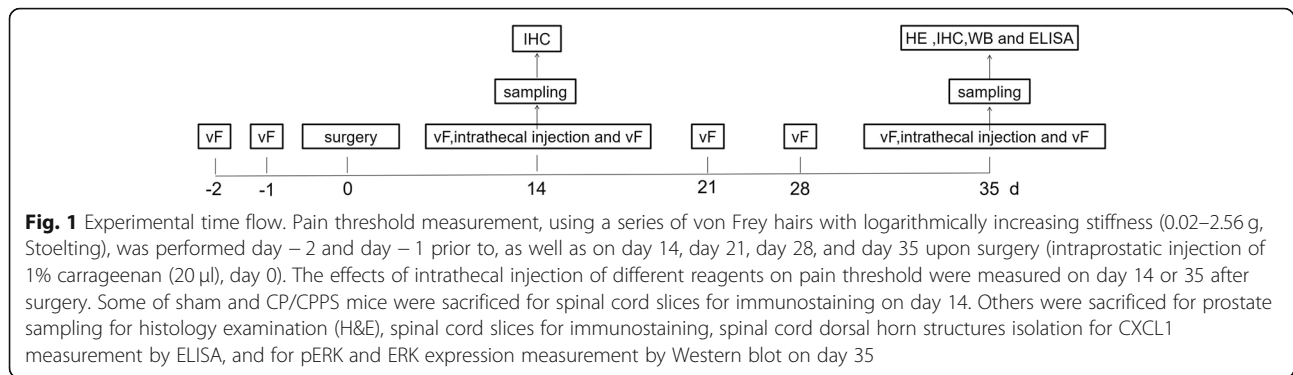 IHC
HE ,IHC,WB and ELISA
sampling
sampling
vF
vF
surgery
vF,intrathecal injection and vF
vF
vF
vF,intrathecal injection and vF
-2
-1
0
14
21
28
35 d
Fig. 1 Experimental time flow. Pain threshold measurement, using a series of von Frey hairs with logarithmically increasing stiffness (0.02–2.56 g,
Stoelting), was performed day − 2 and day − 1 prior to, as well as on day 14, day 21, day 28, and day 35 upon surgery (intraprostatic injection of
1% carrageenan (20 μl), day 0). The effects of intrathecal injection of different reagents on pain threshold were measured on day 14 or 35 after
surgery. Some of sham and CP/CPPS mice were sacrificed for spinal cord slices for immunostaining on day 14. Others were sacrificed for prostate
sampling for histology examination (H&E), spinal cord slices for immunostaining, spinal cord dorsal horn structures isolation for CXCL1
measurement by ELISA, and for pERK and ERK expression measurement by Western blot on day 35